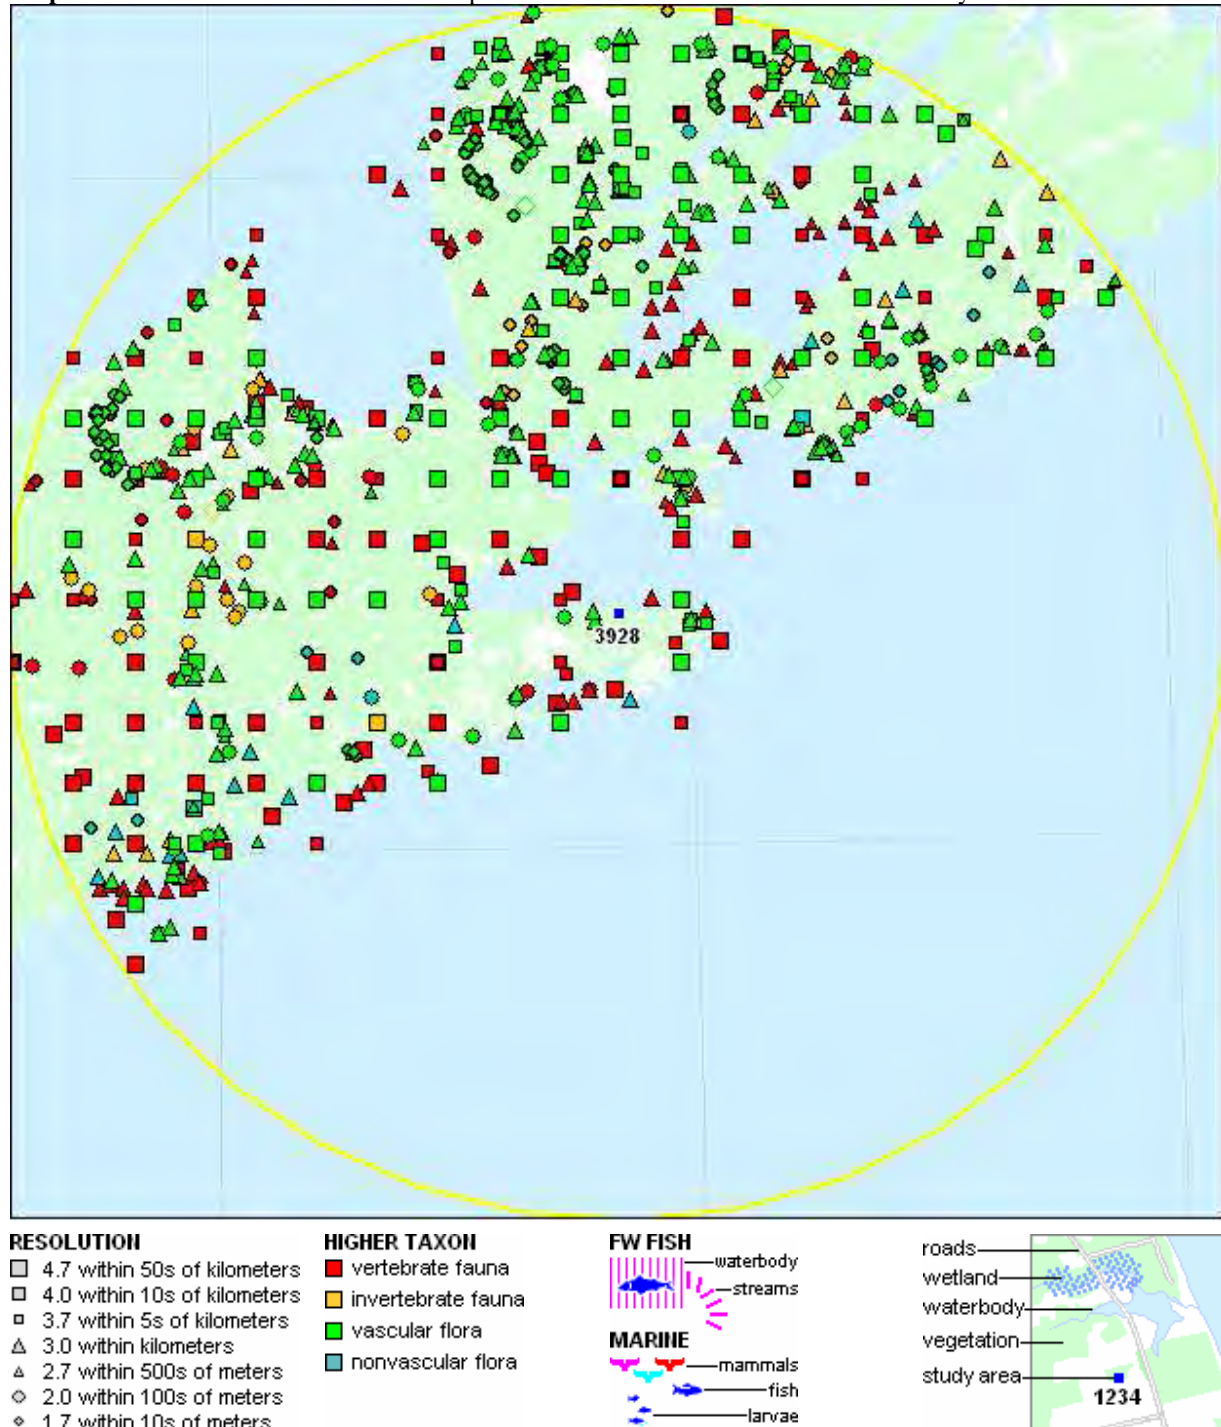 3928
RESOLUTION
4.7 within 50s of kilometers
4.0 within 10s of kilometers
3.7 within 5s of kilometers
3.0 within kilometers
2.7 within 500s of meters
2.0 within 100s of meters
1.7 within 10s of meters
HIGHER TAXON
vertebrate fauna
invertebrate fauna
vascular flora
nonvascular flora
FW FISH
waterbody
streams
MARINE
mammals
fish
larvae
roads
wetland
waterbody
vegetation
study area
1234